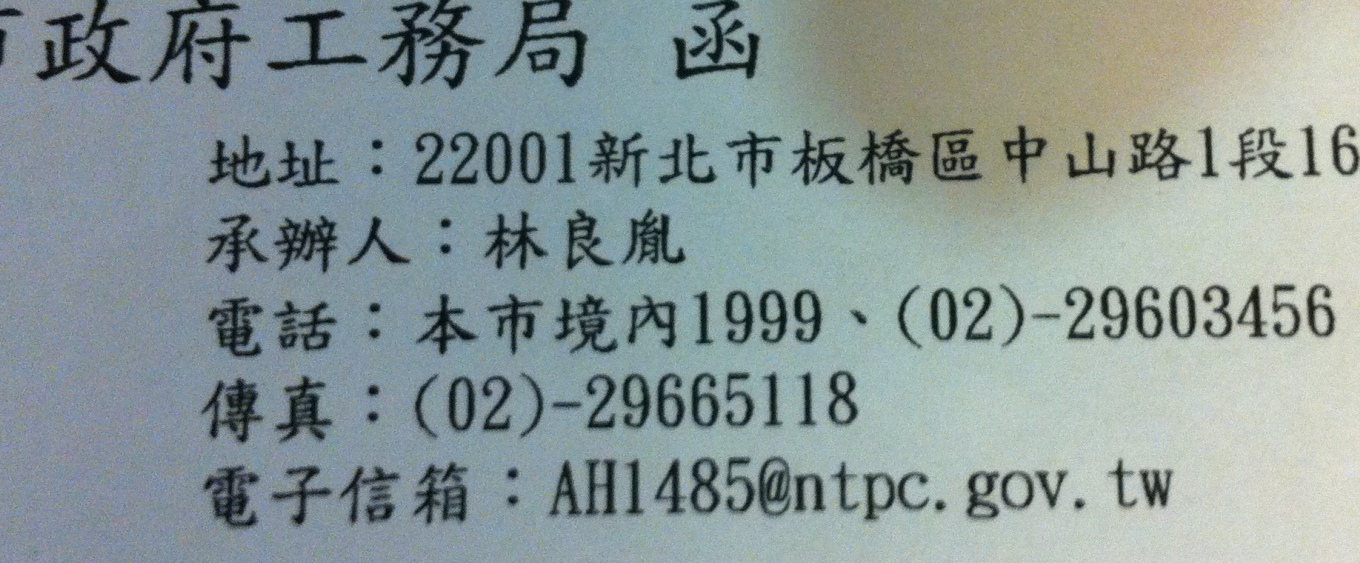 政府工務局 函
地址：22001新北市板橋區中山路1段16
承辦人：林良胤
電話：本市境內1999、(02)-29603456
傳真：(02)-29665118
電子信箱：AH1485@ntpc.gov.tw